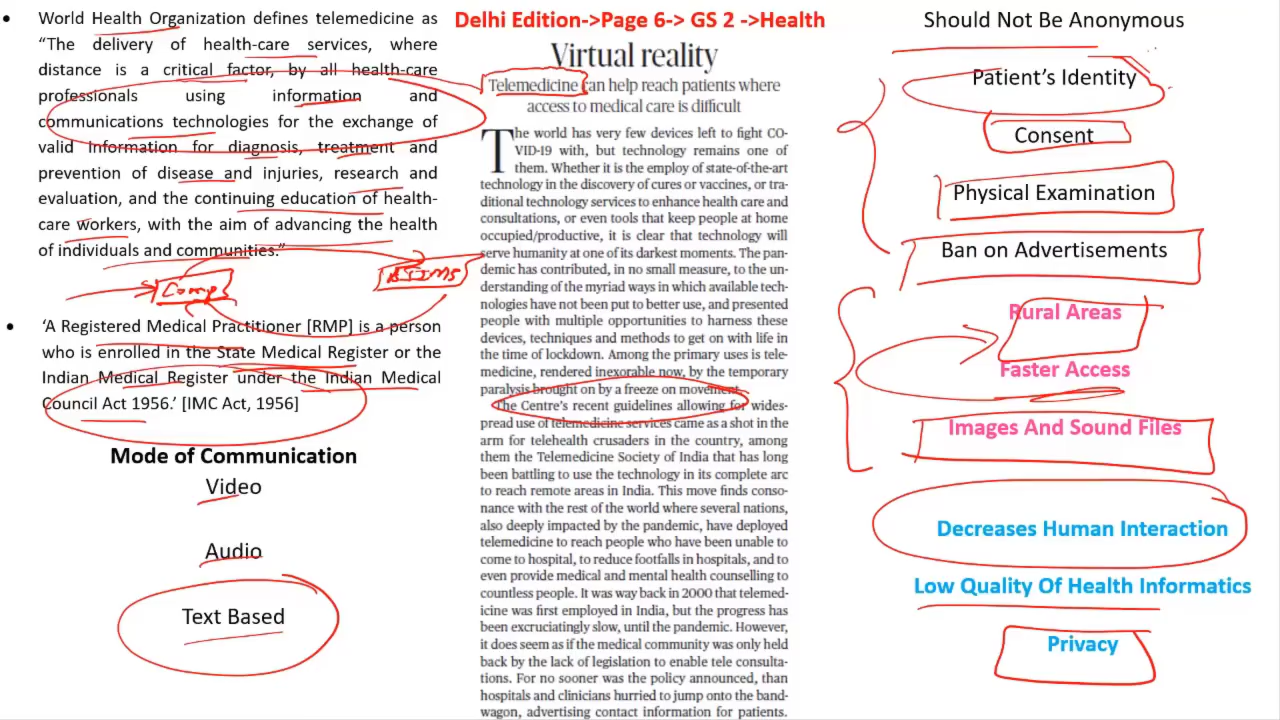 World Health Organization defines telemedicine as
“The delivery of health-care services, where
distance is a critical factor, by all health-care
professionals using information and
communications technologies for the exchange of
valid Information for diagnosis, treatment and
prevention of disease and injuries, research and
evaluation, and the continuing education of health-
care workers, with the aim of advancing the health
of individuals and communities.”
Comp
AIIMS
‘A Registered Medical Practitioner [RMP] is a person
who is enrolled in the State Medical Register or the
Indian Medical Register under the Indian Medical
Council Act 1956.’ [IMC Act, 1956]
Mode of Communication
Video
Audio
Text Based
Delhi Edition->Page 6-> GS 2 ->Health
Virtual reality
Telemedicine can help reach patients where
access to medical care is difficult
The world has very few devices left to fight CO-
VID-19 with, but technology remains one of
them. Whether it is the employ of state-of-the-art
technology in the discovery of cures or vaccines, or tra-
ditional technology services to enhance health care and
consultations, or even tools that keep people at home
occupied/productive, it is clear that technology will
serve humanity at one of its darkest moments. The pan-
demic has contributed, in no small measure, to the un-
derstanding of the myriad ways in which available tech-
nologies have not been put to better use, and presented
people with multiple opportunities to harness these
devices, techniques and methods to get on with life in
the time of lockdown. Among the primary uses is tele-
medicine, rendered inexorable now, by the temporary
paralysis brought on by a freeze on movement.
The Centre’s recent guidelines allowing for wides-
pread use of telemedicine services came as a shot in the
arm for telehealth crusaders in the country, among
them the Telemedicine Society of India that has long
been battling to use the technology in its complete arc
to reach remote areas in India. This move finds conso-
nance with the rest of the world where several nations,
also deeply impacted by the pandemic, have deployed
telemedicine to reach people who have been unable to
come to hospital, to reduce footfalls in hospitals, and to
even provide medical and mental health counselling to
countless people. It was way back in 2000 that telemed-
icine was first employed in India, but the progress has
been excruciatingly slow, until the pandemic. However,
it does seem as if the medical community was only held
back by the lack of legislation to enable tele consulta-
tions. For no sooner was the policy announced, than
hospitals and clinicians hurried to jump onto the band-
wagon, advertising contact information for patients.
Should Not Be Anonymous
Patient’s Identity
Consent
Physical Examination
Ban on Advertisements
Rural Areas
Faster Access
Images And Sound Files
Decreases Human Interaction
Low Quality Of Health Informatics
Privacy